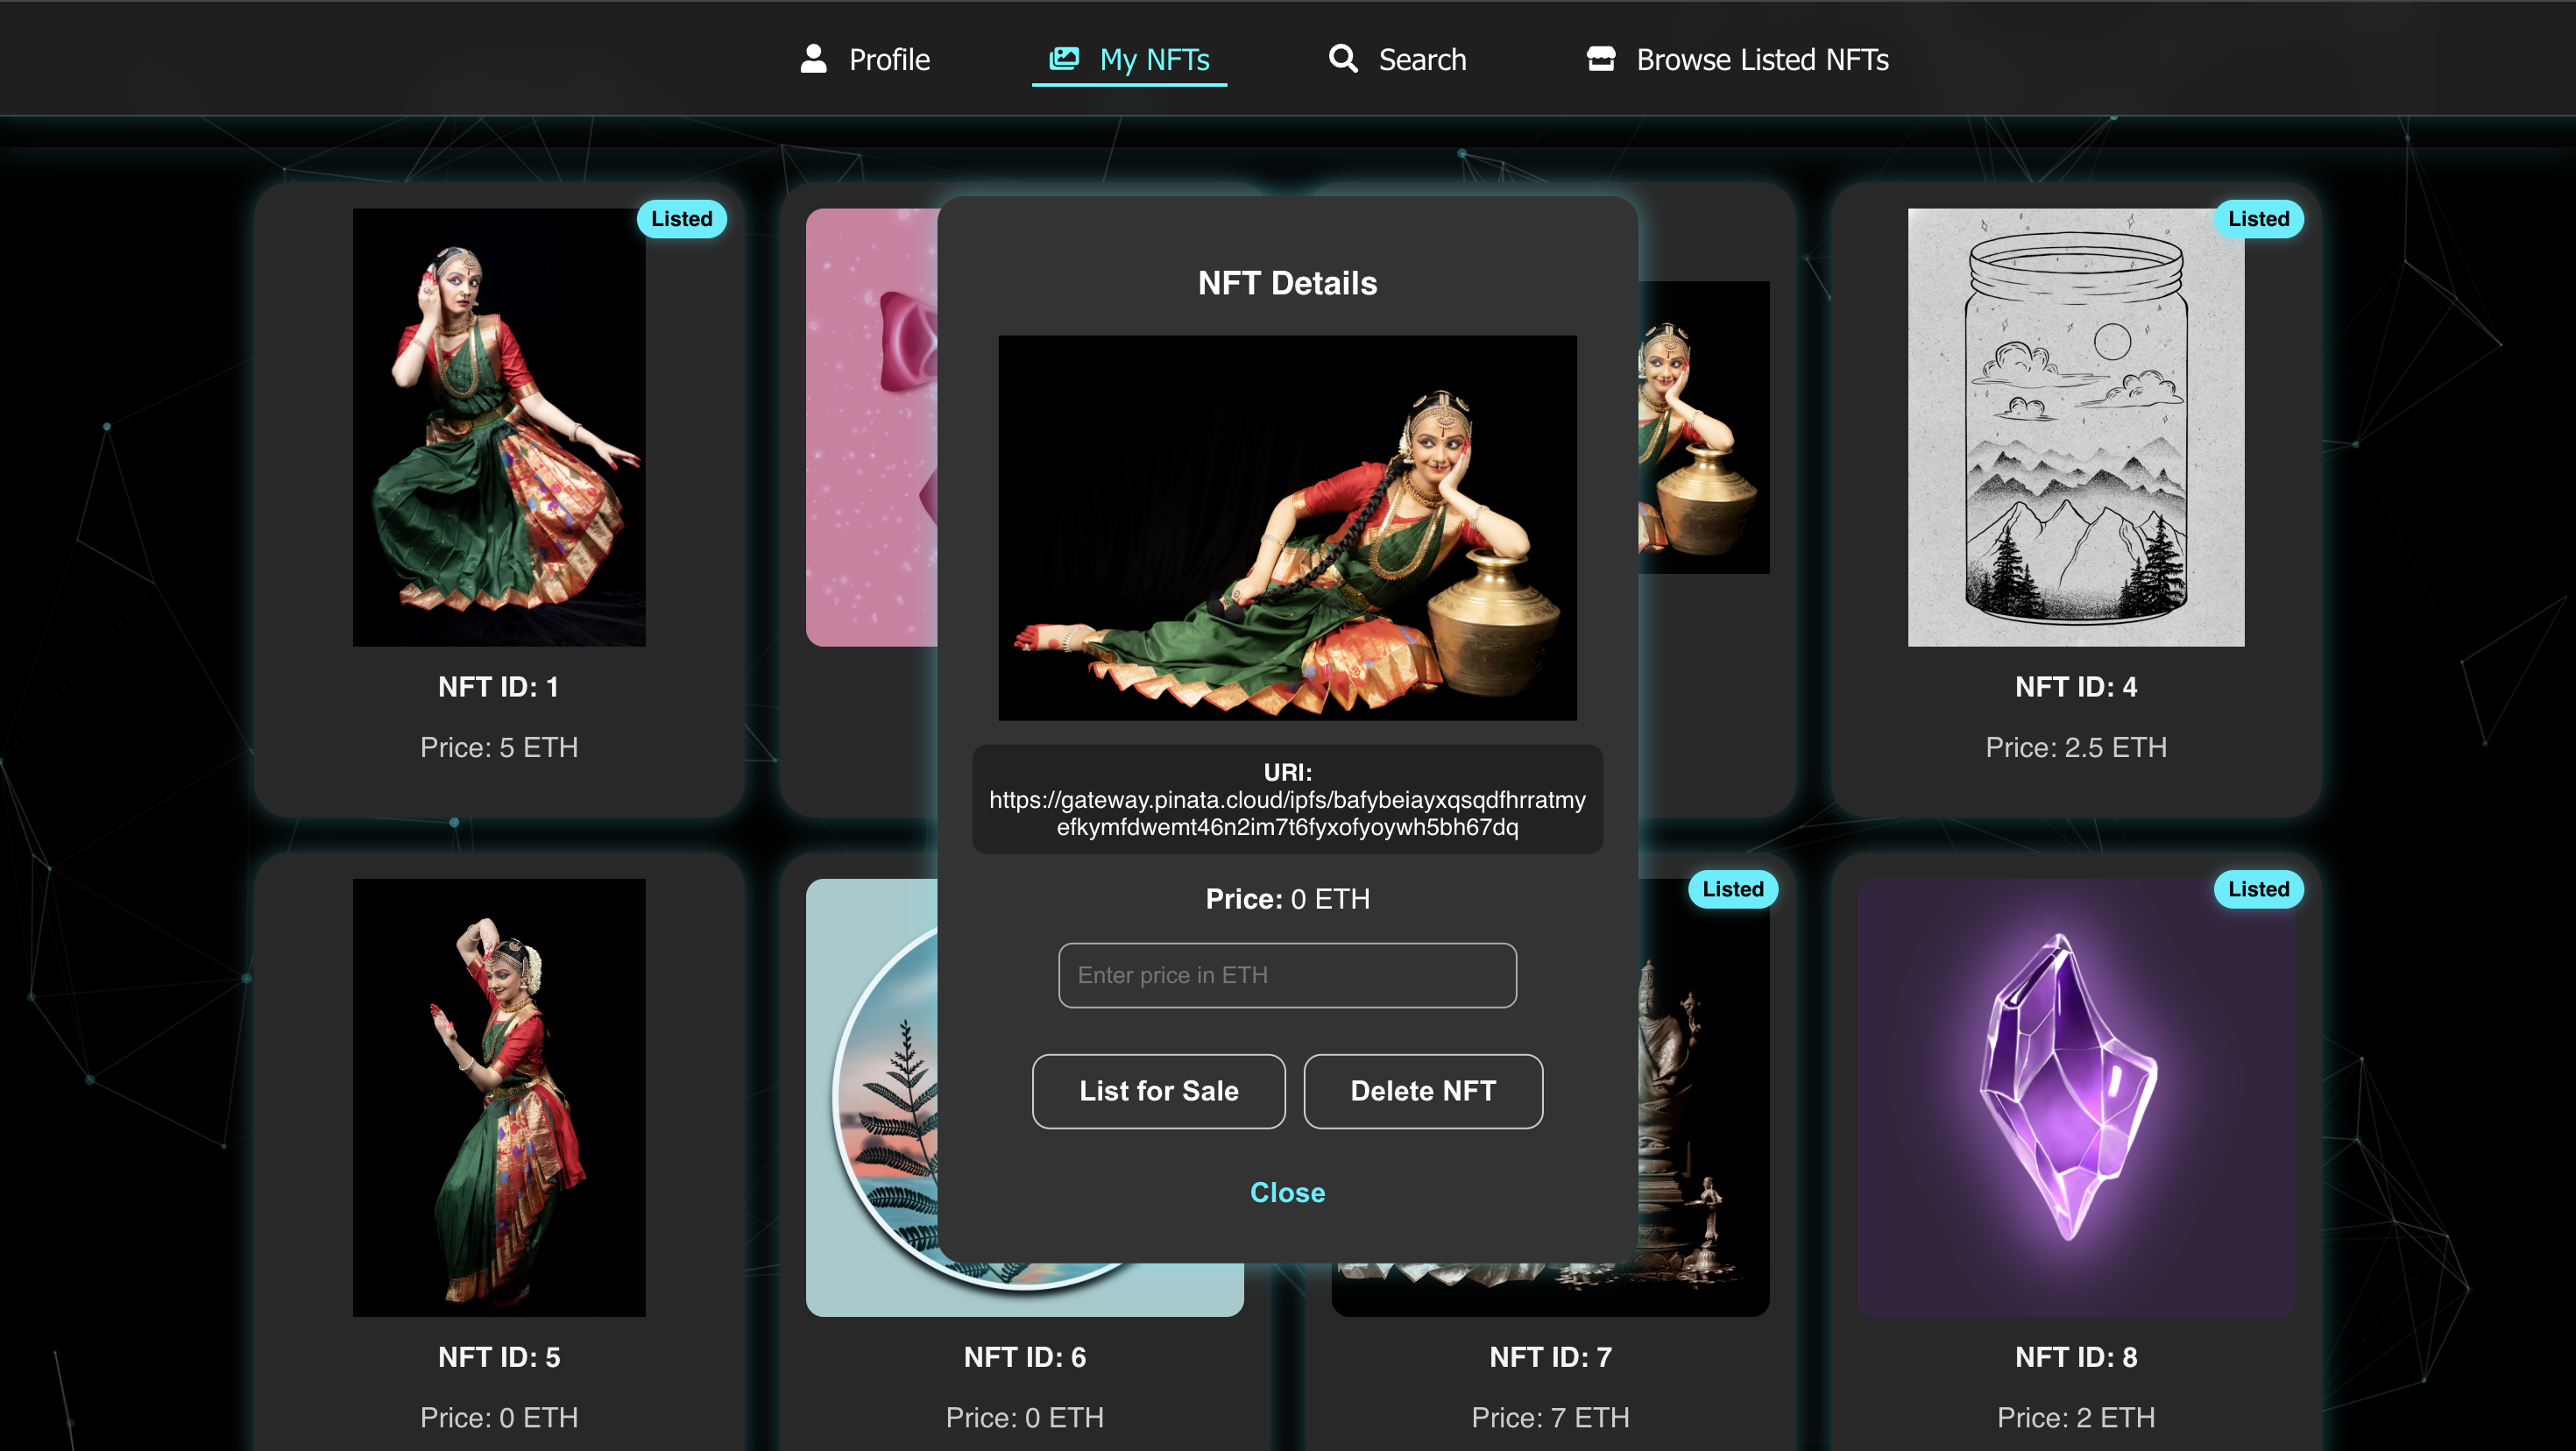 Profile
My NFTs
Search
Browse Listed NFTs
Listed
NFT ID: 1
Price: 5 ETH
Listed
NFT ID: 4
Price: 2.5 ETH
NFT Details
URI:
https://gateway.pinata.cloud/ipfs/bafybeiayxqsqdfhrratmy
efkymfdwemt46n2im7t6fyxofyoywh5bh67dq
Price: 0 ETH
Enter price in ETH
List for Sale
Delete NFT
Close
NFT ID: 5
Price: 0 ETH
NFT ID: 6
Price: 0 ETH
Listed
NFT ID: 7
Price: 7 ETH
Listed
NFT ID: 8
Price: 2 ETH